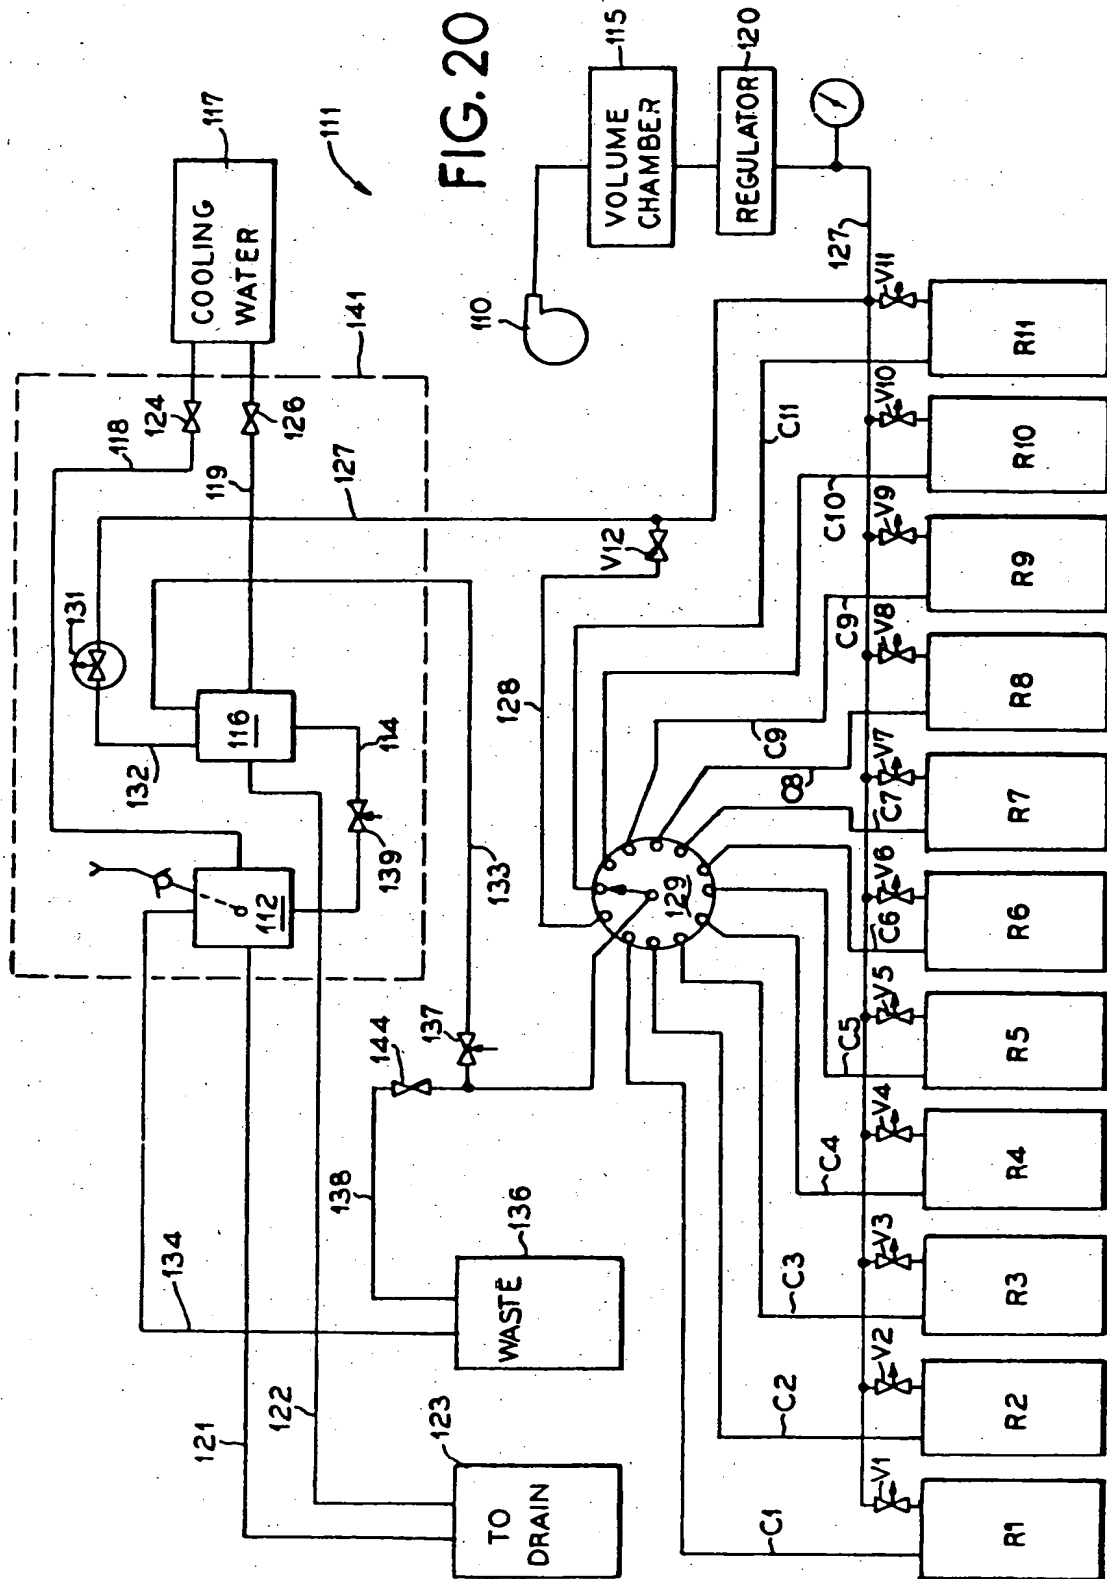 FIG. 20
115
120
VOLUME
CHAMBER
REGULATOR
110
127
117
111
COOLING
WATER
141
118
124
126
119
127
131
116
132
114
139
112
133
128
V12
129
144
137
138
134
136
WASTE
121
122
123
TO
DRAIN
C11
C10
C9
C9
C8
C7
C6
C5
C4
C3
C2
C1
V11
V10
V9
V8
V7
V6
V5
V4
V3
V2
V1
R11
R10
R9
R8
R7
R6
R5
R4
R3
R2
R1